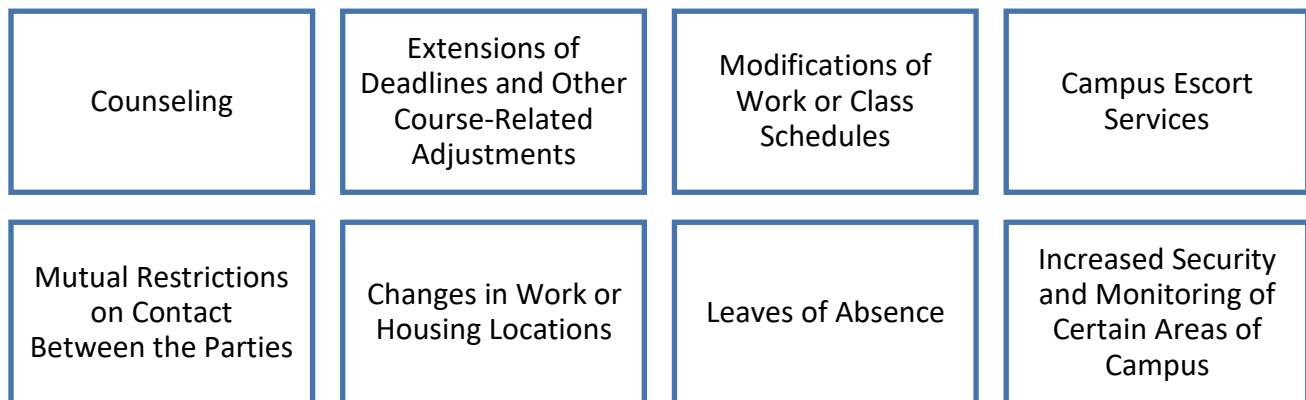 Counseling
Extensions of
Deadlines and Other
Course-Related
Adjustments
Modifications of
Work or Class
Schedules
Campus Escort
Services
Mutual Restrictions
on Contact
Between the Parties
Changes in Work or
Housing Locations
Leaves of Absence
Increased Security
and Monitoring of
Certain Areas of
Campus